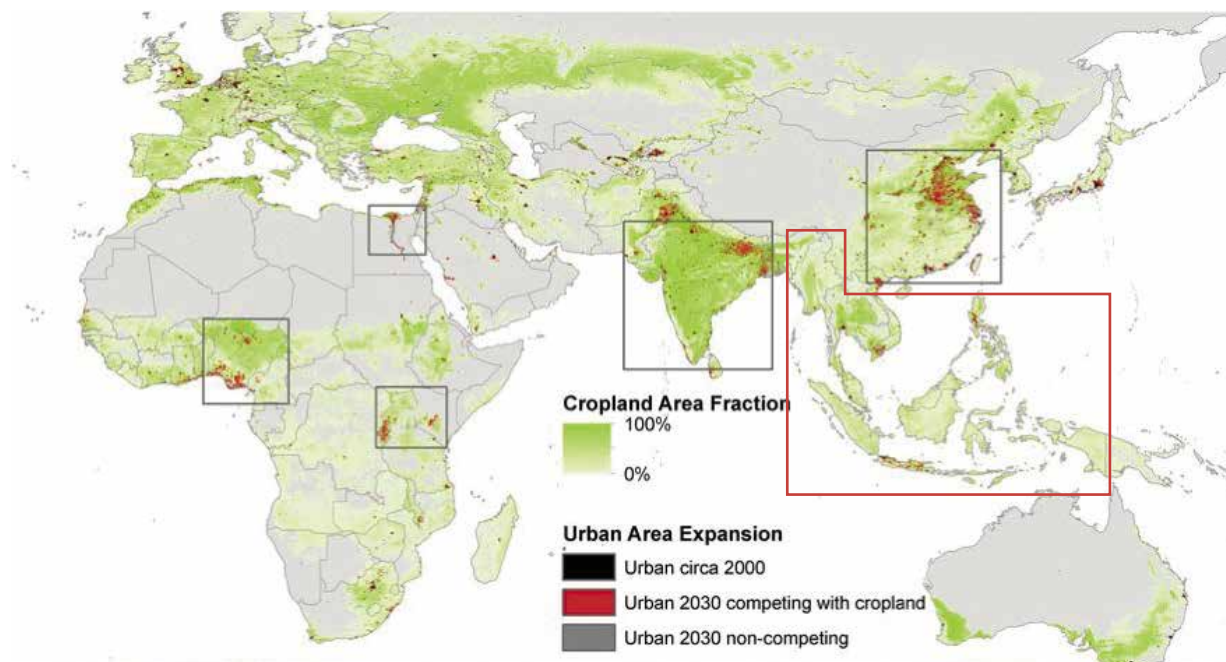 Cropland Area Fraction
100%
0%
Urban Area Expansion
Urban circa 2000
Urban 2030 competing with cropland
Urban 2030 non-competing